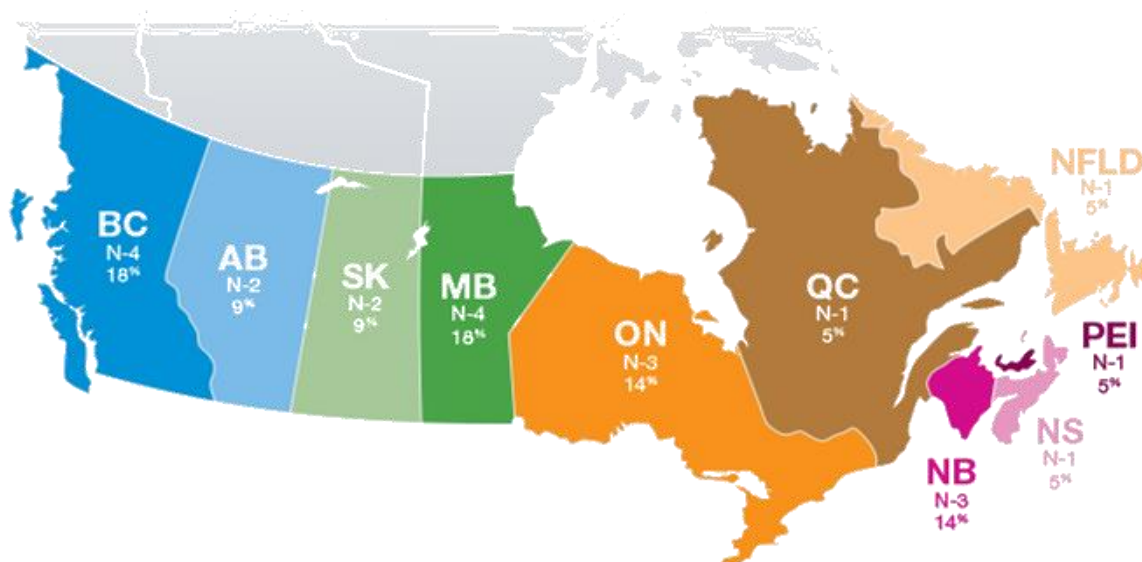 BC
N-4
18%
AB
N-2
9%
SK
N-2
9%
MB
N-4
18%
ON
N-3
14%
QC
N-1
5%
NFLD
N-1
5%
PEI
N-1
5%
NS
N-1
5%
NB
N-3
14%